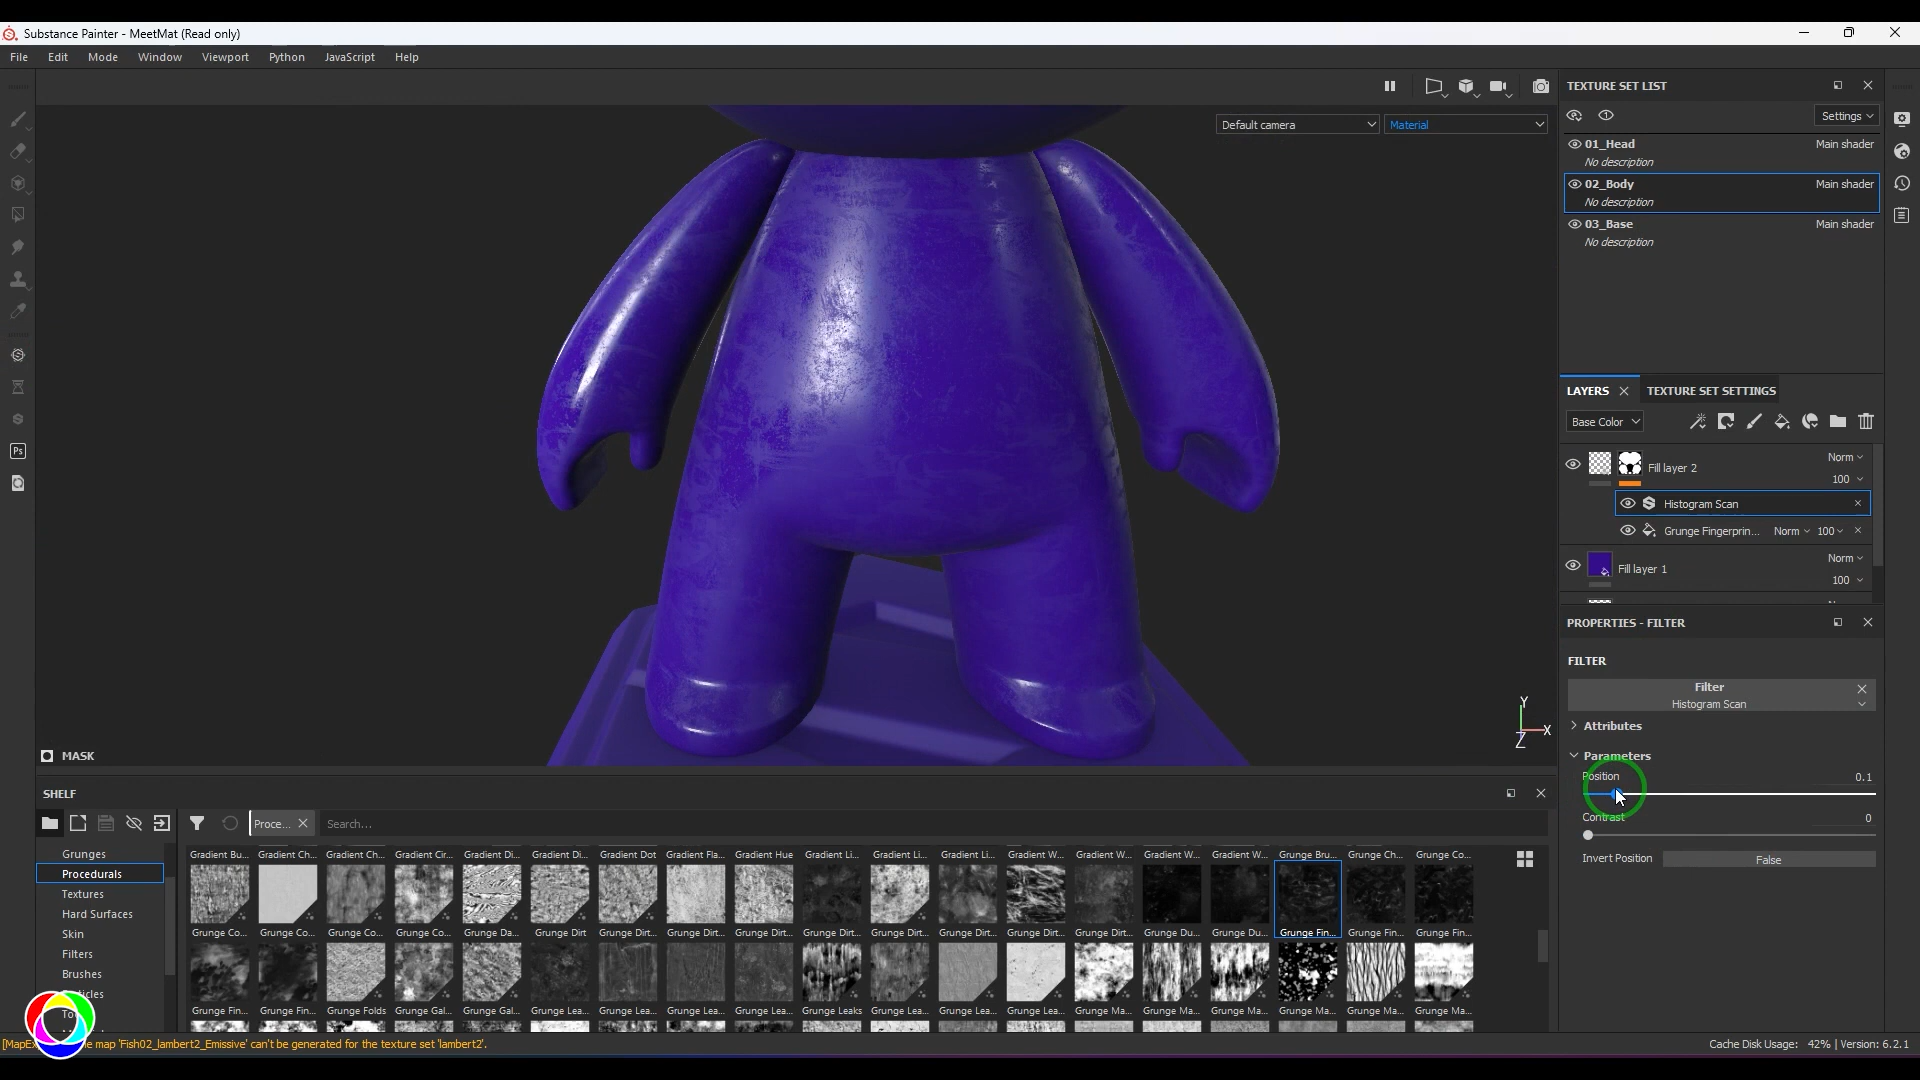 Substance Painter - MeetMat (Read only)
File Edit Mode Window Viewport Python JavaScript Help
Default camera
Material
TEXTURE SET LIST
Settings
01_Head Main shader
No description
02_Body Main shader
No description
03_Base Main shader
No description
LAYERS
TEXTURE SET SETTINGS
Base Color
Fill layer 2 Norm
100
Histogram Scan
Grunge Fingerprin... Norm 100
Fill layer 1 Norm
100
PROPERTIES - FILTER
FILTER
Filter
Histogram Scan
Attributes
Parameters
Position 0.1
Contrast 0
Invert Position False
Y
X
Z
MASK
Ps
SHELF
Proce...
Search...
Grunges
Procedurals
Textures
Hard Surfaces
Skin
Filters
Brushes
Gradient Bu... Gradient Ch... Gradient Ch... Gradient Cir... Gradient Di... Gradient Di... Gradient Dot Gradient Fla... Gradient Hue Gradient Li... Gradient Li... Gradient Li... Gradient W... Gradient W... Gradient W... Gradient W... Grunge Bru... Grunge Ch... Grunge Co...
Grunge Co... Grunge Co... Grunge Co... Grunge Co... Grunge Da... Grunge Dirt Grunge Dirt... Grunge Dirt... Grunge Dirt... Grunge Dirt... Grunge Dirt... Grunge Dirt... Grunge Dirt... Grunge Dirt... Grunge Du... Grunge Du... Grunge Fin... Grunge Fin... Grunge Fin...
Grunge Fin... Grunge Fin... Grunge Folds Grunge Gal... Grunge Gal... Grunge Lea... Grunge Lea... Grunge Lea... Grunge Lea... Grunge Leaks Grunge Lea... Grunge Lea... Grunge Lea... Grunge Ma... Grunge Ma... Grunge Ma... Grunge Ma... Grunge Ma... Grunge Ma...
[MapEx map 'Fish02_lambert2_Emissive' can't be generated for the texture set 'lambert2'.
Cache Disk Usage: 42% | Version: 6.2.1